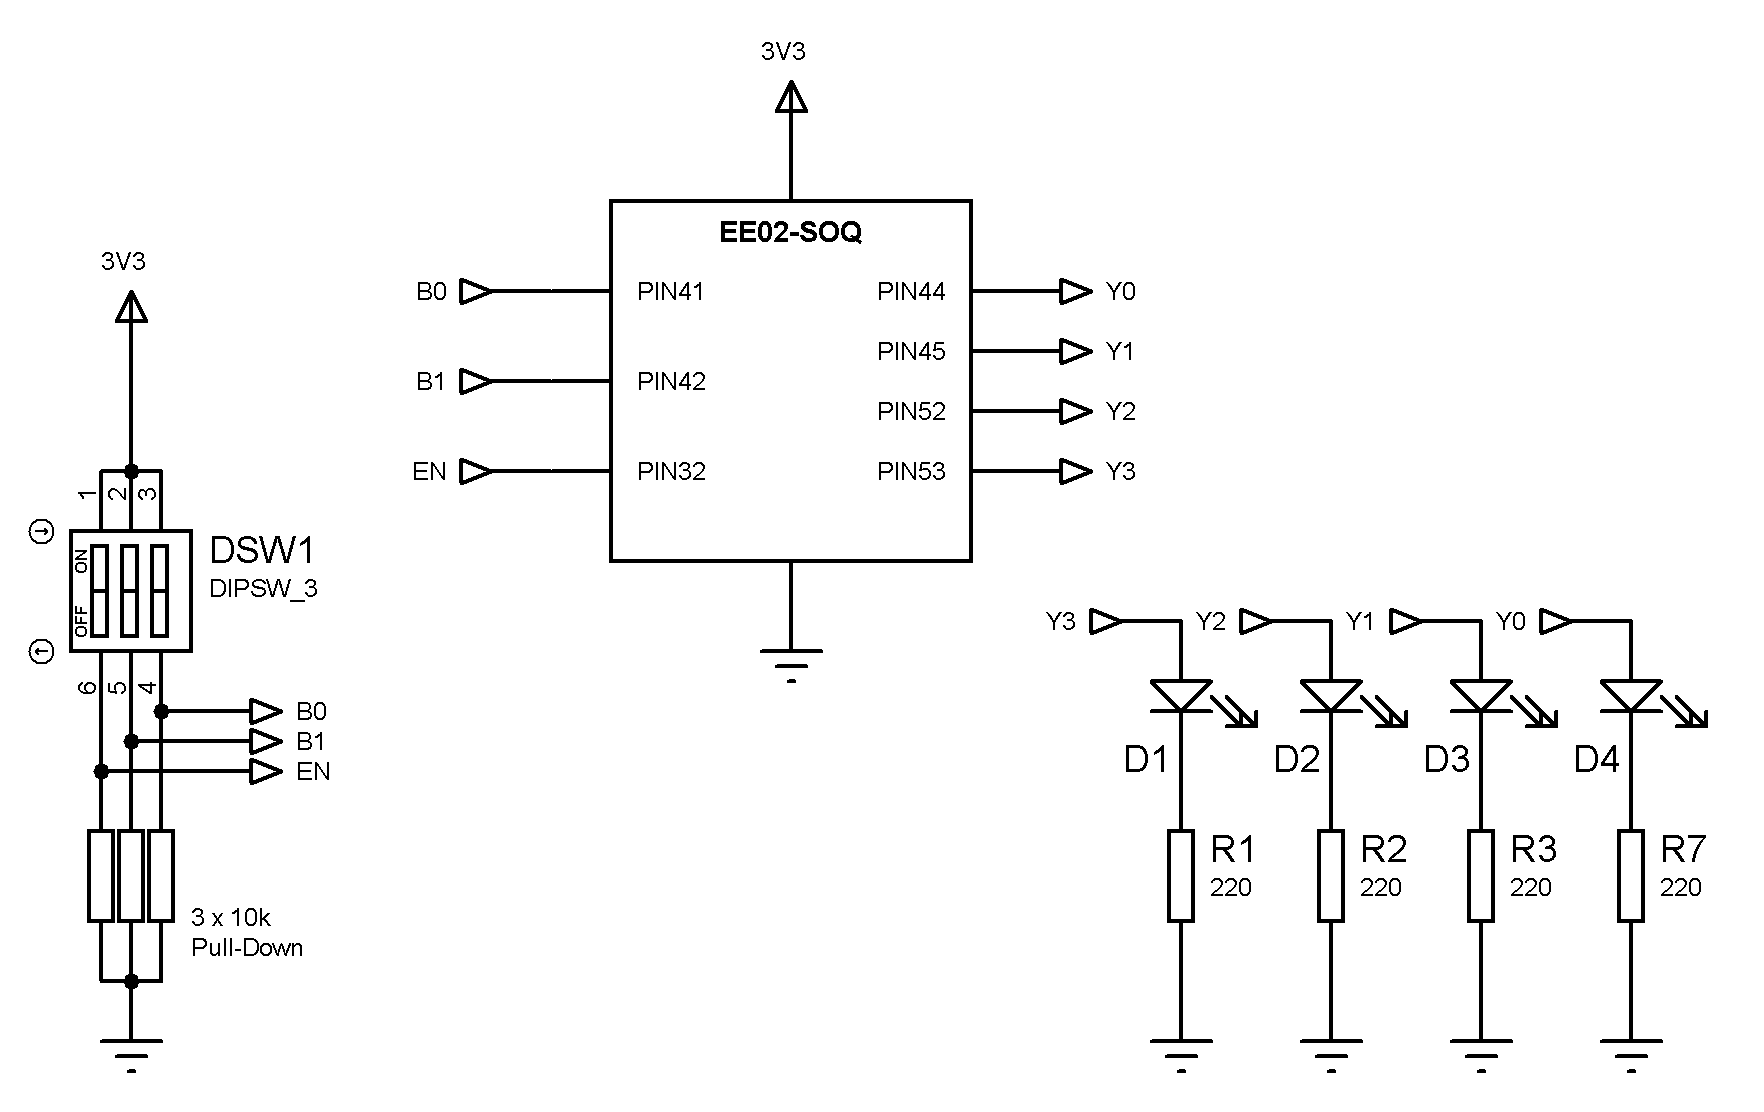 3V3
EE02-SOQ
B0 PIN41 PIN44 Y0
PIN45 Y1
B1 PIN42
PIN52 Y2
EN PIN32 PIN53 Y3
3V3
1 2 3
ON
OFF
DSW1
DIPSW_3
6 5 4
B0
B1
EN
3 x 10k
Pull-Down
Y3 Y2 Y1 Y0
D1 D2 D3 D4
R1 R2 R3 R7
220 220 220 220